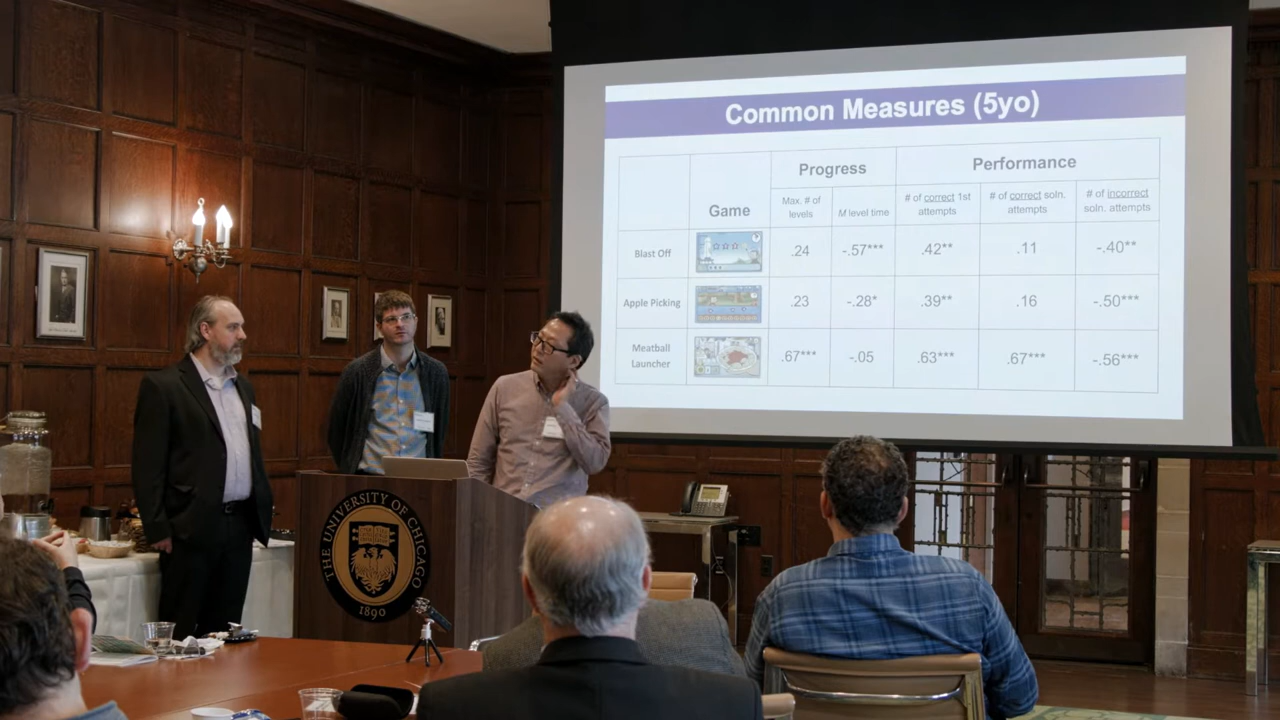 Common Measures (5yo)
Progress Performance
Game Max. # of levels M level time # of correct 1st attempts # of correct soln. attempts # of incorrect soln. attempts
Blast Off .24 -.57*** .42** .11 -.40**
Apple Picking .23 -.28* .39** .16 -.50***
Meatball Launcher .67*** -.05 .63*** .67*** -.56***
THE UNIVERSITY OF CHICAGO
1890